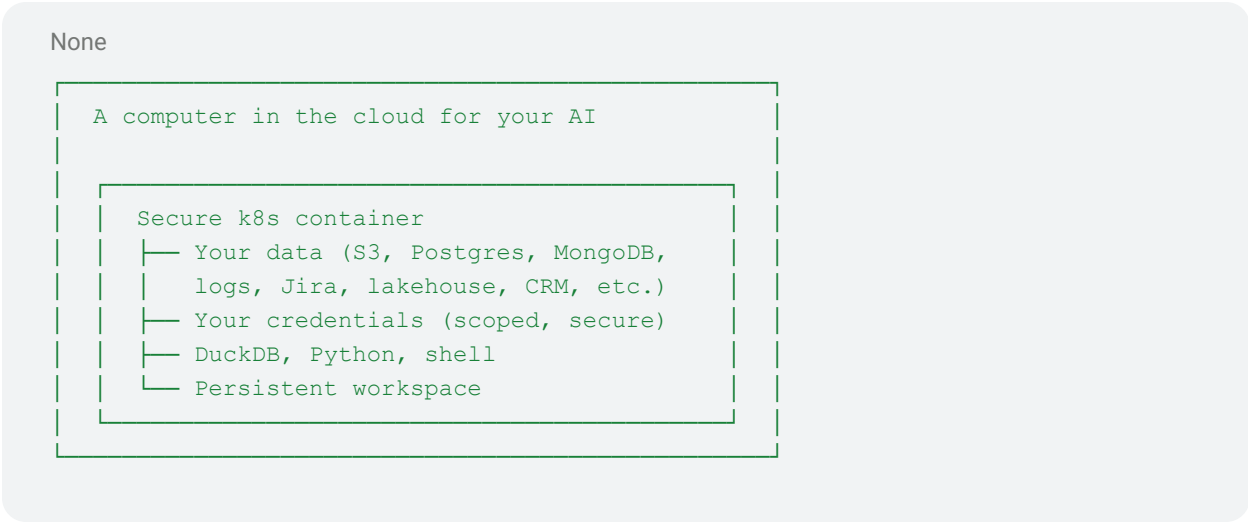 None
A computer in the cloud for your AI
Secure k8s container
├── Your data (S3, Postgres, MongoDB,
│   logs, Jira, lakehouse, CRM, etc.)
├── Your credentials (scoped, secure)
├── DuckDB, Python, shell
└── Persistent workspace